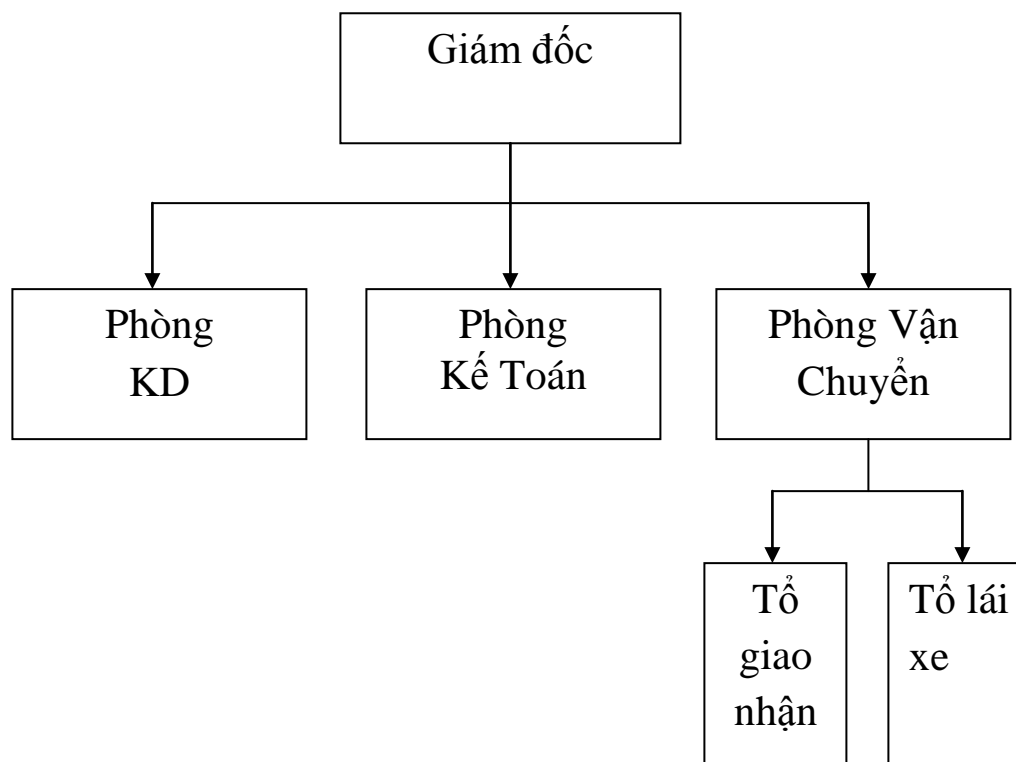 Giám đốc
Phòng
KD
Phòng
Kế Toán
Phòng Vận
Chuyển
Tổ
giao
nhận
Tổ lái
xe